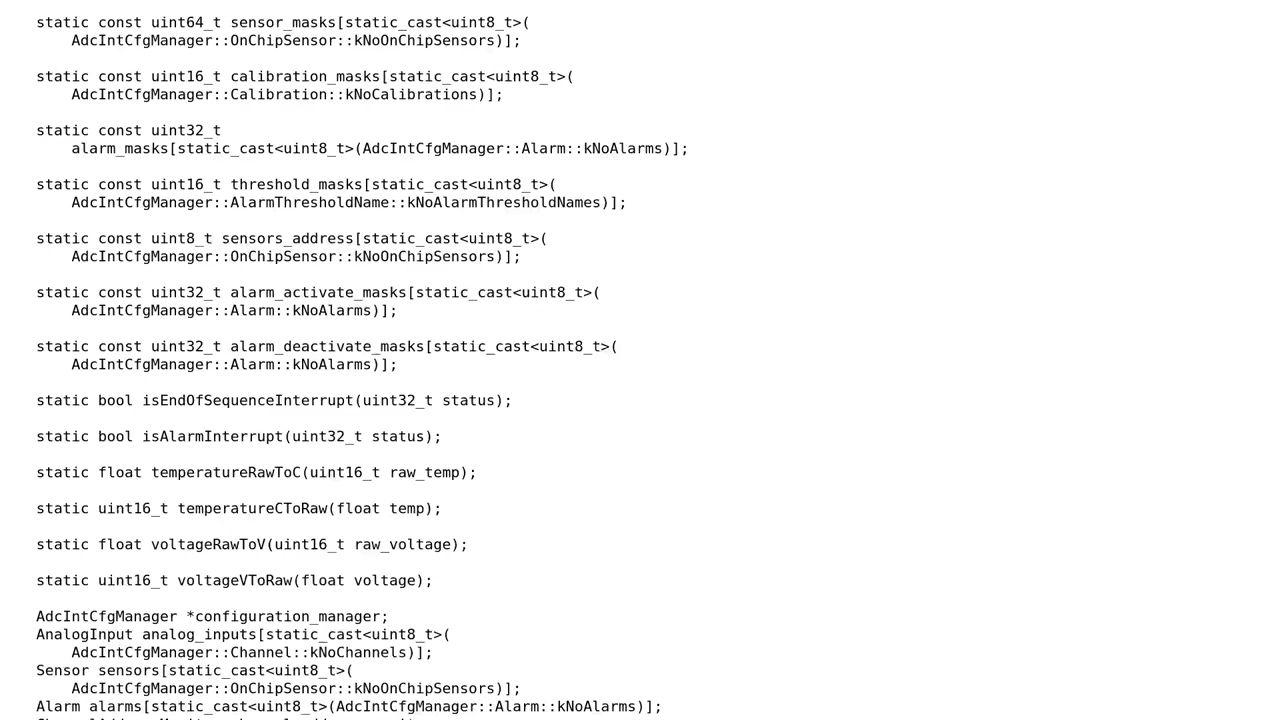 static const uint64_t sensor_masks[static_cast<uint8_t>(
AdcIntCfgManager::OnChipSensor::kNoOnChipSensors)];
static const uint16_t calibration_masks[static_cast<uint8_t>(
AdcIntCfgManager::Calibration::kNoCalibrations)];
static const uint32_t
alarm_masks[static_cast<uint8_t>(AdcIntCfgManager::Alarm::kNoAlarms)];
static const uint16_t threshold_masks[static_cast<uint8_t>(
AdcIntCfgManager::AlarmThresholdName::kNoAlarmThresholdNames)];
static const uint8_t sensors_address[static_cast<uint8_t>(
AdcIntCfgManager::OnChipSensor::kNoOnChipSensors)];
static const uint32_t alarm_activate_masks[static_cast<uint8_t>(
AdcIntCfgManager::Alarm::kNoAlarms)];
static const uint32_t alarm_deactivate_masks[static_cast<uint8_t>(
AdcIntCfgManager::Alarm::kNoAlarms)];
static bool isEndOfSequenceInterrupt(uint32_t status);
static bool isAlarmInterrupt(uint32_t status);
static float temperatureRawToC(uint16_t raw_temp);
static uint16_t temperatureCToRaw(float temp);
static float voltageRawToV(uint16_t raw_voltage);
static uint16_t voltageVToRaw(float voltage);
AdcIntCfgManager *configuration_manager;
AnalogInput analog_inputs[static_cast<uint8_t>(
AdcIntCfgManager::Channel::kNoChannels)];
Sensor sensors[static_cast<uint8_t>(
AdcIntCfgManager::OnChipSensor::kNoOnChipSensors)];
Alarm alarms[static_cast<uint8_t>(AdcIntCfgManager::Alarm::kNoAlarms)];